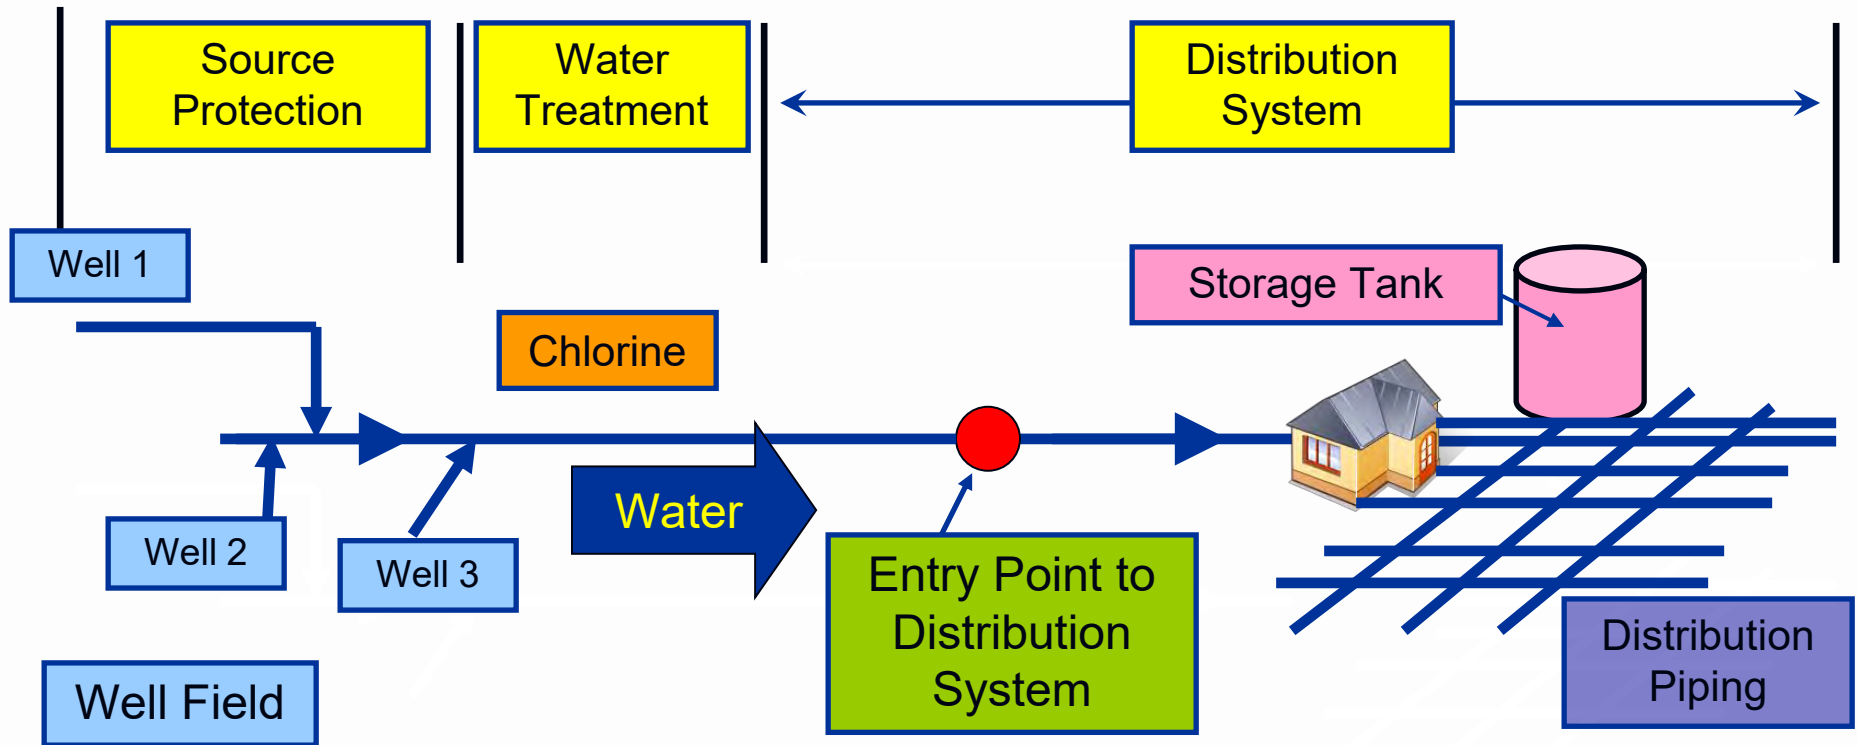 Source
Protection
Water
Treatment
Distribution
System
Well 1
Storage Tank
Chlorine
Water
Well 2
Well 3
Entry Point to
Distribution
System
Well Field
Distribution
Piping